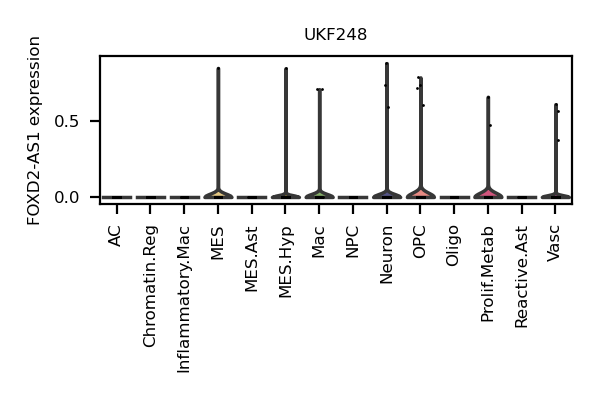 UKF248
FOXD2-AS1 expression
0.5
0.0
AC
Chromatin.Reg
Inflammatory.Mac
MES
MES.Ast
MES.Hyp
Mac
NPC
Neuron
OPC
Oligo
Prolif.Metab
Reactive.Ast
Vasc